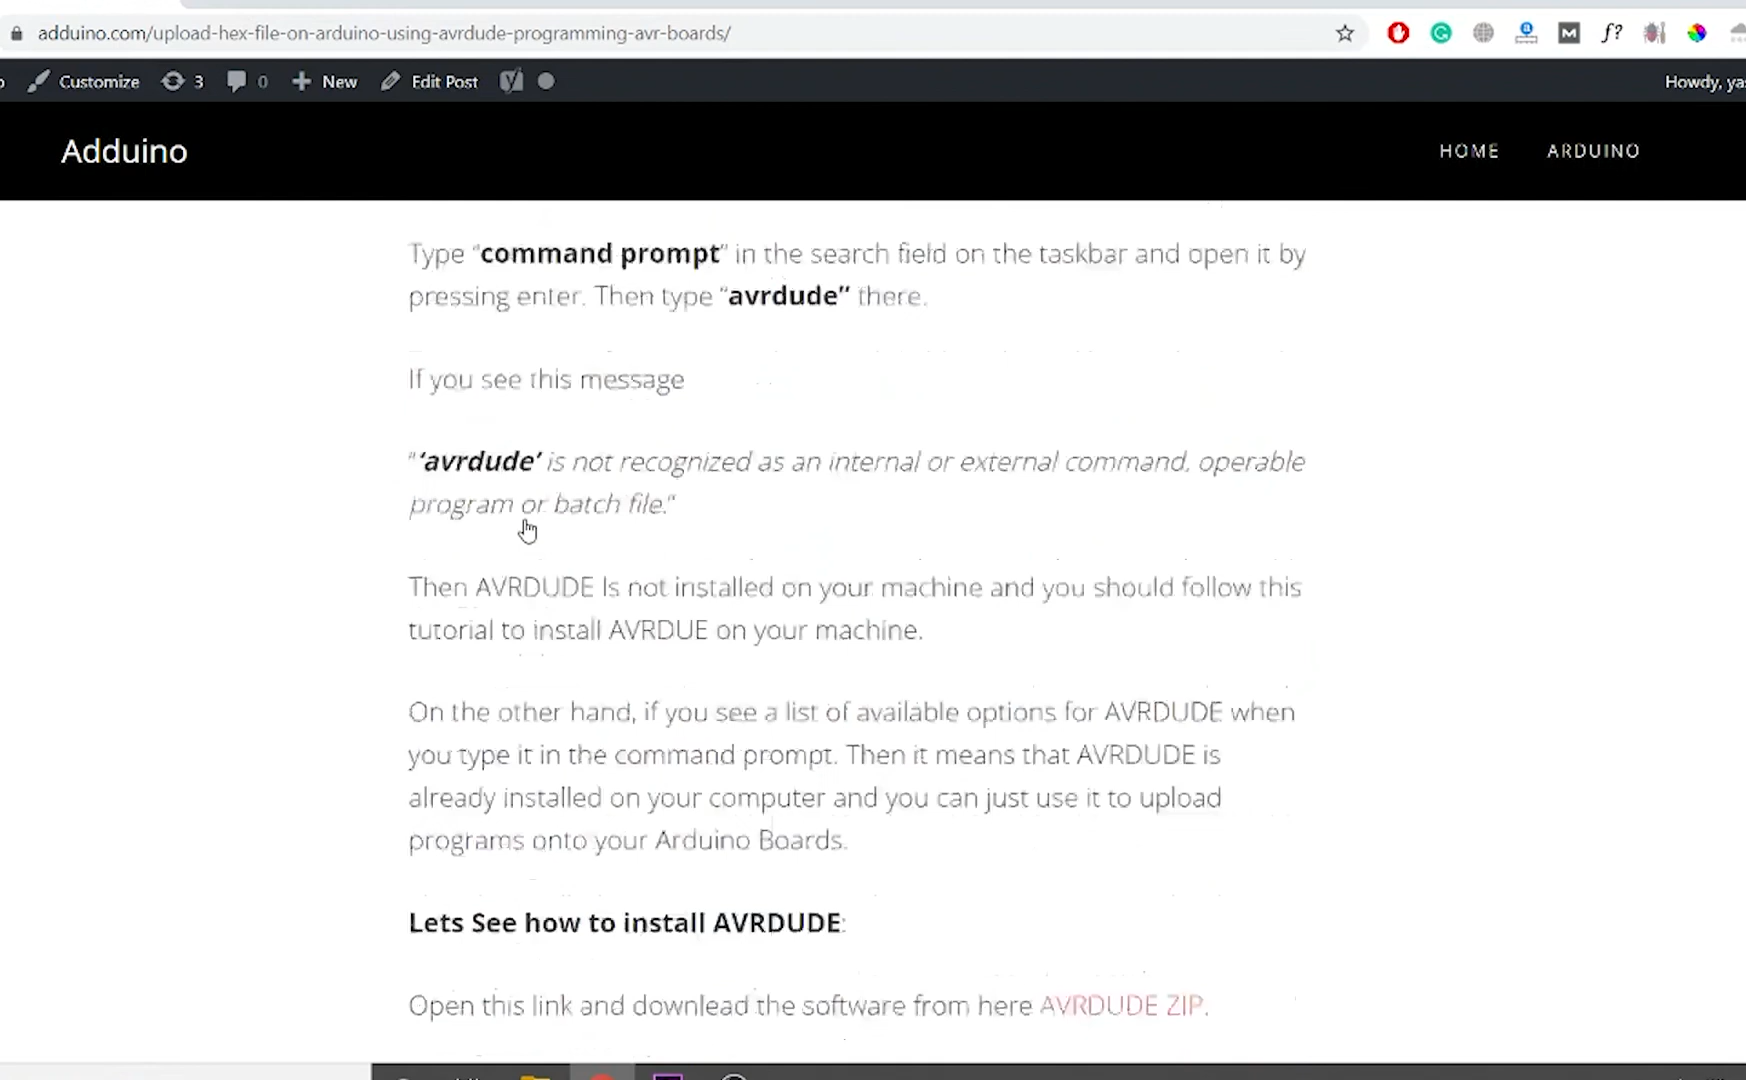 adduino.com/upload-hex-file-on-arduino-using-avrdude-programming-avr-boards/
Customize 3 0 New Edit Post
Howdy, yas
Adduino
HOME ARDUINO
Type “command prompt” in the search field on the taskbar and open it by
pressing enter. Then type “avrdude” there.
If you see this message
“‘avrdude’ is not recognized as an internal or external command, operable
program or batch file.“
Then AVRDUDE Is not installed on your machine and you should follow this
tutorial to install AVRDUE on your machine.
On the other hand, if you see a list of available options for AVRDUDE when
you type it in the command prompt. Then it means that AVRDUDE is
already installed on your computer and you can just use it to upload
programs onto your Arduino Boards.
Lets See how to install AVRDUDE:
Open this link and downlead the software from here AVRDUDE ZIP.